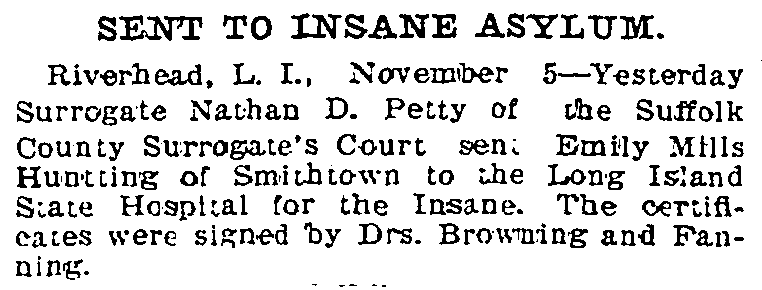 SENT TO INSANE ASYLUM.
Riverhead, L. I., November 5—Yesterday
Surrogate Nathan D. Petty of the Suffolk
County Surrogate's Court sent Emily Mills
Huntting of Smithtown to the Long Island
State Hospital for the Insane. The certifi-
cates were signed by Drs. Browning and Fan-
ning.